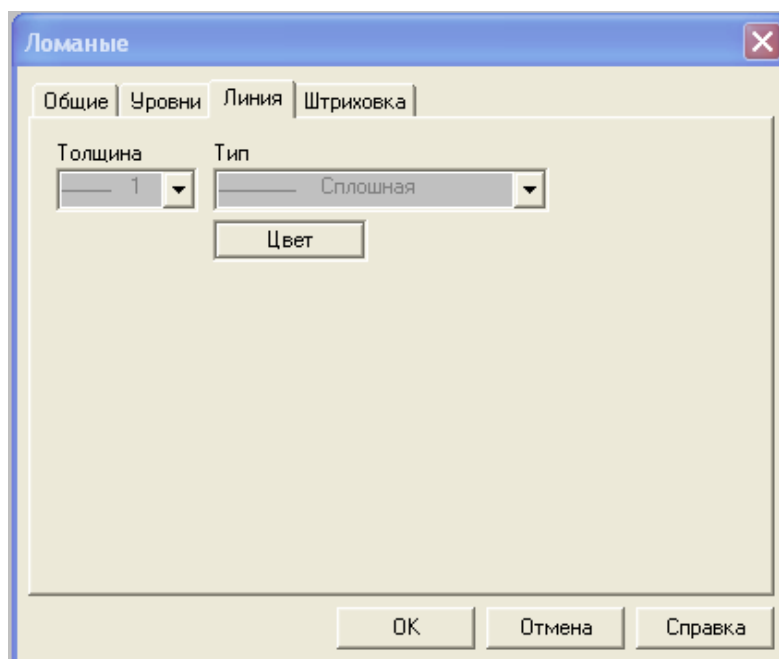 Ломаные
Общие Уровни Линия Штриховка
Толщина Тип
1 Сплошная
Цвет
OK Отмена Справка